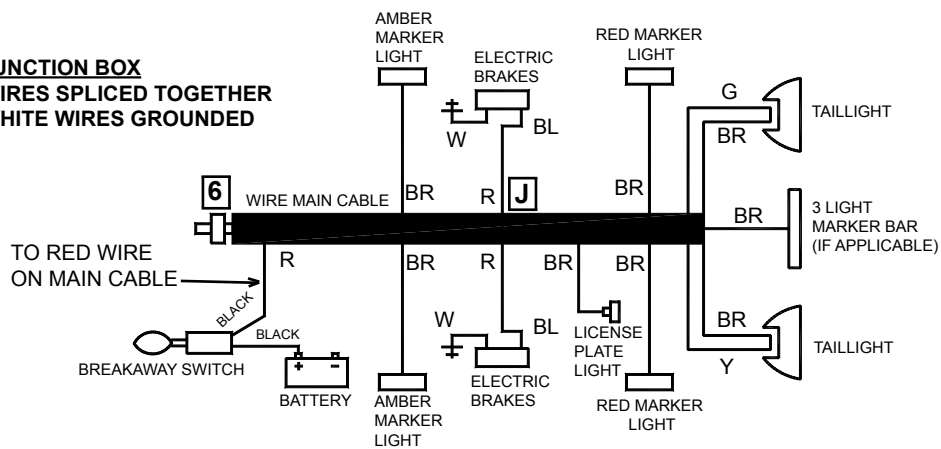 UNCTION BOX
IRES SPLICED TOGETHER
HITE WIRES GROUNDED
AMBER
MARKER
LIGHT
ELECTRIC
BRAKES
RED MARKER
LIGHT
W
BL
G
BR
TAILLIGHT
6
WIRE MAIN CABLE
BR
R
J
BR
BR
3 LIGHT
MARKER BAR
(IF APPLICABLE)
TO RED WIRE
ON MAIN CABLE
R
BR
R
BR
BR
BLACK
BLACK
BREAKAWAY SWITCH
+ −
BATTERY
W
BL
LICENSE
PLATE
LIGHT
BR
Y
TAILLIGHT
AMBER
MARKER
LIGHT
ELECTRIC
BRAKES
RED MARKER
LIGHT